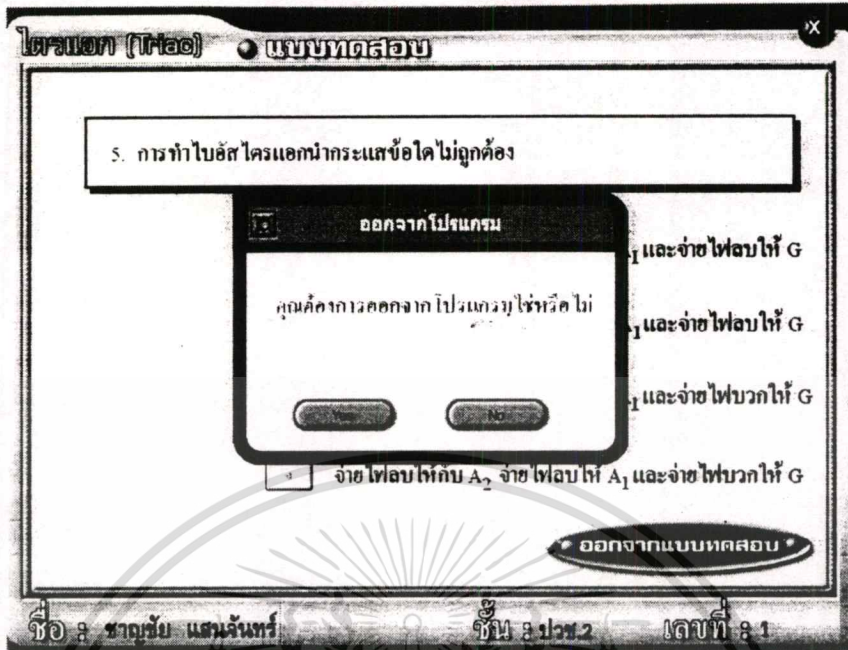 ไตรแอก (Triac) แบบทดสอบ
X
5. การทำไบอัสไตรแอกนำกระแสข้อใดไม่ถูกต้อง
ออกจากโปรแกรม
คุณต้องการออกจากโปรแกรมใช่หรือไม่
Yes No
และจ่ายไฟลบให้ G
และจ่ายไฟลบให้ G
และจ่ายไฟบวกให้ G
ง จ่ายไฟลบให้กับ A₂ จ่ายไฟลบให้ A₁ และจ่ายไฟบวกให้ G
ออกจากแบบทดสอบ
ชื่อ : ชาญชัย แสนจันทร์ ชั้น : ปวช.2 เลขที่ : 1